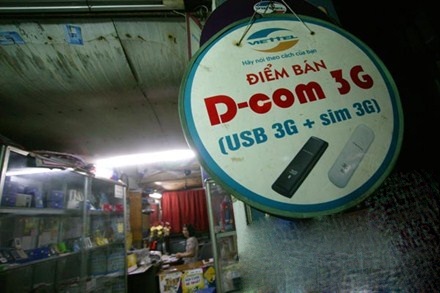 VIETTEL
Hãy nói theo cách của bạn
ĐIỂM BÁN
D-com 3G
(USB 3G + sim 3G)